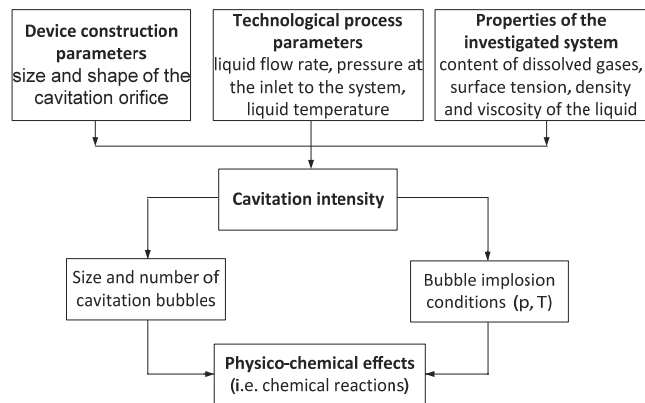 Device construction
parameters
size and shape of the
cavitation orifice
Technological process
parameters
liquid flow rate, pressure at
the inlet to the system,
liquid temperature
Properties of the
investigated system
content of dissolved gases,
surface tension, density
and viscosity of the liquid
Cavitation intensity
Size and number of
cavitation bubbles
Bubble implosion
conditions (p, T)
Physico-chemical effects
(i.e. chemical reactions)